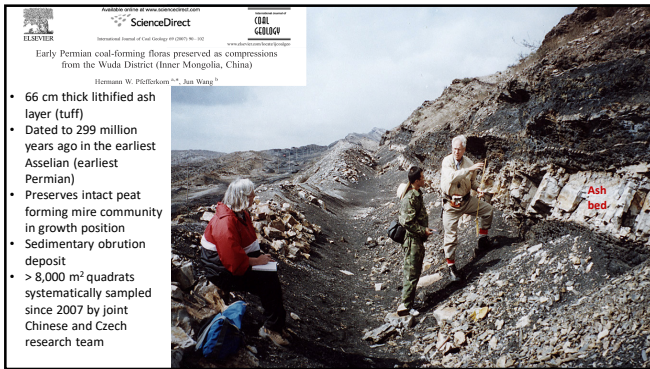 Available online at www.sciencedirect.com
ScienceDirect
ELSEVIER
International Journal of Coal Geology 69 (2007) 90 – 102
International Journal of
COAL
GEOLOGY
www.elsevier.com/locate/ijcoalgeo
Early Permian coal-forming floras preserved as compressions
from the Wuda District (Inner Mongolia, China)
Hermann W. Pfefferkorn a,*, Jun Wang b
• 66 cm thick lithified ash
layer (tuff)
• Dated to 299 million
years ago in the earliest
Asselian (earliest
Permian)
• Preserves intact peat
forming mire community
in growth position
• Sedimentary obrution
deposit
• > 8,000 m² quadrats
systematically sampled
since 2007 by joint
Chinese and Czech
research team
Ash
bed